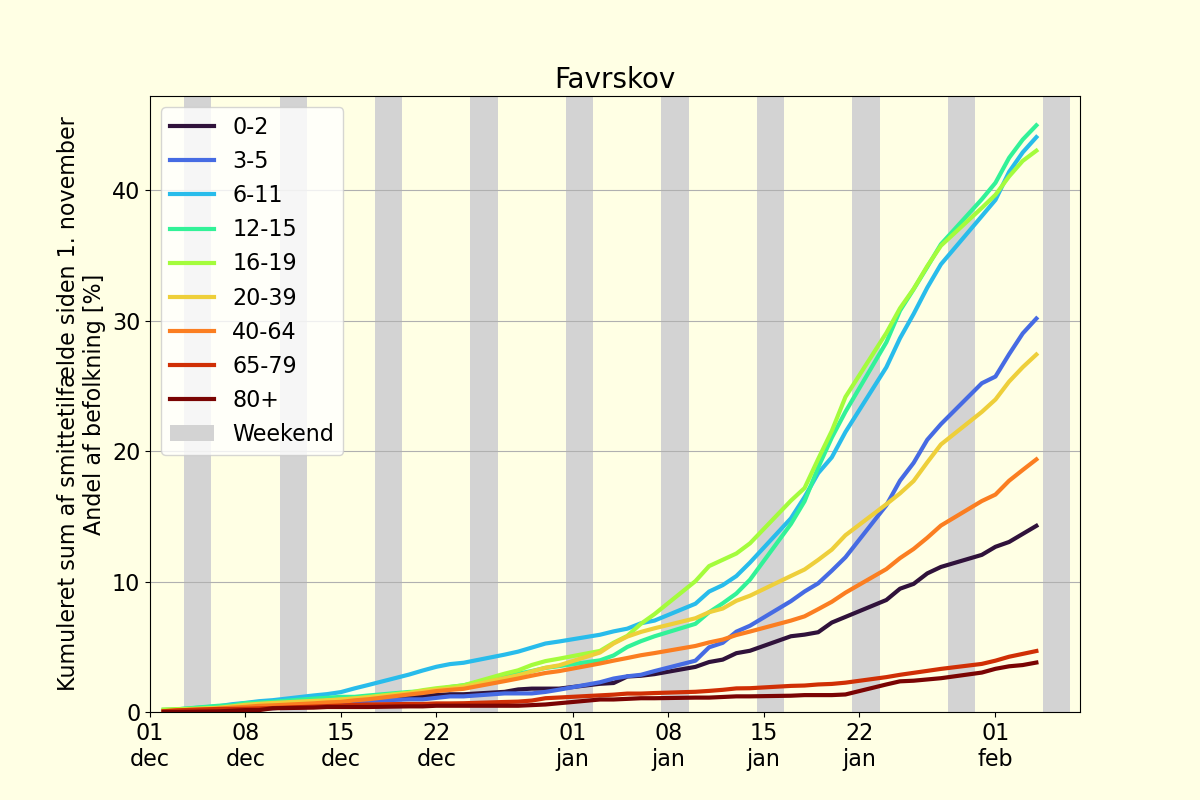 Favrskov
Kumuleret sum af smittetilfælde siden 1. november
Andel af befolkning [%]
40
30
20
10
0
0-2
3-5
6-11
12-15
16-19
20-39
40-64
65-79
80+
Weekend
01 08 15 22 01 08 15 22 01
dec dec dec dec jan jan jan jan feb